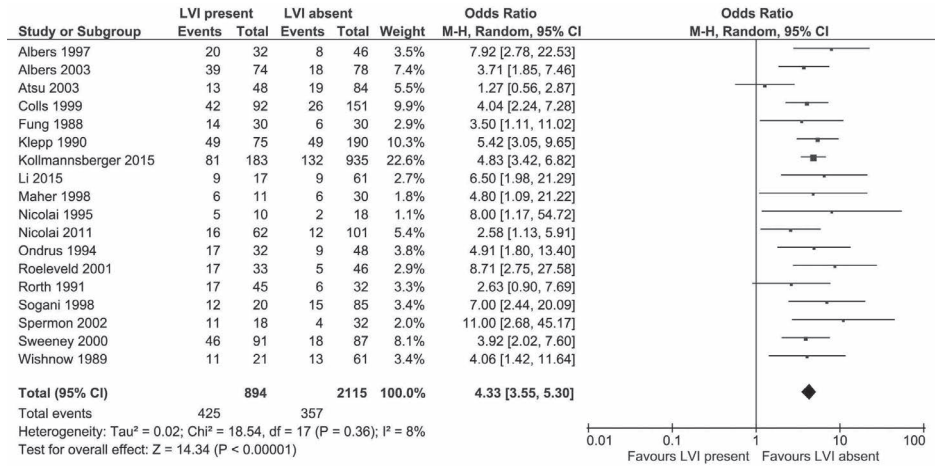 LVI present LVI absent Odds Ratio Odds Ratio
Study or Subgroup Events Total Events Total Weight M-H, Random, 95% CI M-H, Random, 95% CI
Albers 1997 20 32 8 46 3.5% 7.92 [2.78, 22.53]
Albers 2003 39 74 18 78 7.4% 3.71 [1.85, 7.46]
Atsu 2003 13 48 19 84 5.5% 1.27 [0.56, 2.87]
Colls 1999 42 92 26 151 9.9% 4.04 [2.24, 7.28]
Fung 1988 14 30 6 30 2.9% 3.50 [1.11, 11.02]
Klepp 1990 49 75 49 190 10.3% 5.42 [3.05, 9.65]
Kollmannsberger 2015 81 183 132 935 22.6% 4.83 [3.42, 6.82]
Li 2015 9 17 9 61 2.7% 6.50 [1.98, 21.29]
Maher 1998 6 11 6 30 1.7% 4.80 [1.09, 21.22]
Nicolai 1995 5 10 2 18 1.1% 8.00 [1.17, 54.72]
Nicolai 2011 16 62 12 101 5.4% 2.58 [1.13, 5.91]
Ondrus 1994 17 32 9 48 3.7% 4.91 [1.80, 13.40]
Roeleveld 2001 17 33 5 46 2.9% 8.71 [2.75, 27.58]
Rorth 1991 17 45 6 32 3.2% 2.63 [0.90, 7.69]
Sogani 1998 12 20 15 85 3.4% 7.00 [2.44, 20.09]
Spermon 2002 11 18 4 32 2.0% 11.00 [2.68, 45.17]
Sweeney 2000 46 91 18 87 8.1% 3.92 [2.02, 7.60]
Wishnow 1989 11 21 13 61 3.4% 4.06 [1.42, 11.64]
Total (95% CI) 894 2115 100.0% 4.33 [3.55, 5.30]
Total events 425 357
Heterogeneity: Tau² = 0.02; Chi² = 18.54, df = 17 (P = 0.36); I² = 8%
Test for overall effect: Z = 14.34 (P < 0.00001)
0.01 0.1 1 10 100
Favours LVI present Favours LVI absent